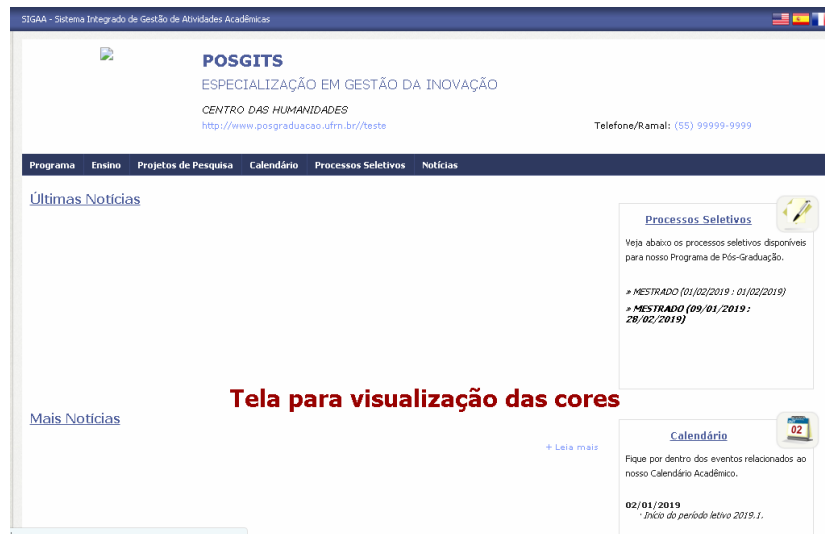 SIGAA - Sistema Integrado de Gestão de Atividades Acadêmicas
POSGITS
ESPECIALIZAÇÃO EM GESTÃO DA INOVAÇÃO
CENTRO DAS HUMANIDADES
http://www.posgraduacao.ufrn.br//teste
Telefone/Ramal: (55) 99999-9999
Programa Ensino Projetos de Pesquisa Calendário Processos Seletivos Notícias
Últimas Notícias
Processos Seletivos
Veja abaixo os processos seletivos disponíveis
para nosso Programa de Pós-Graduação.
» MESTRADO (01/02/2019 : 01/02/2019)
» MESTRADO (09/01/2019 :
28/02/2019)
Tela para visualização das cores
Mais Notícias
+ Leia mais
02
Calendário
Fique por dentro dos eventos relacionados ao
nosso Calendário Acadêmico.
02/01/2019
· Início do período letivo 2019.1.